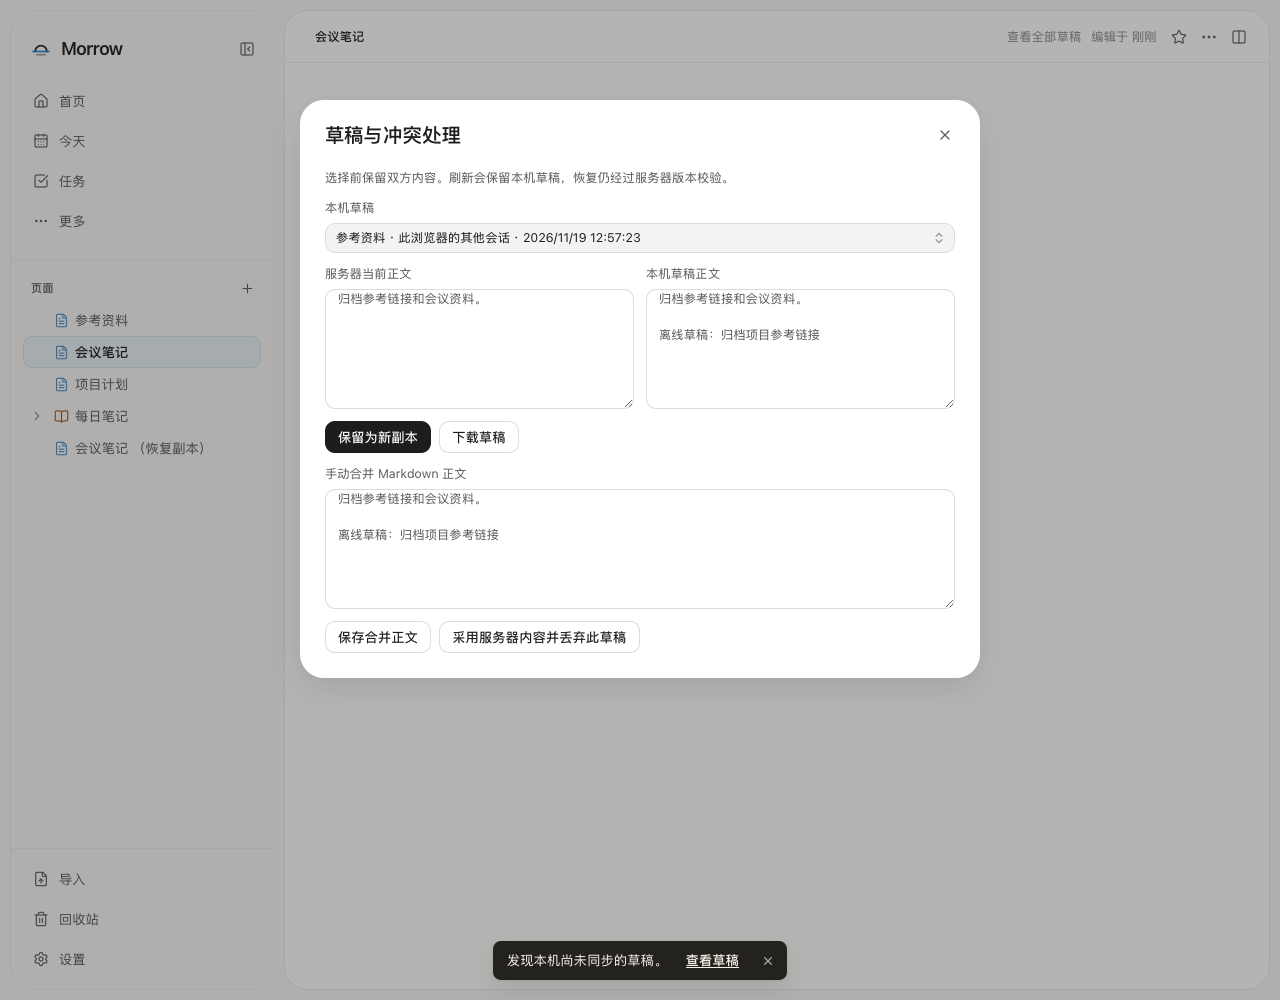 Morrow
首页
今天
任务
更多
页面
参考资料
会议笔记
项目计划
每日笔记
会议笔记 （恢复副本）
导入
回收站
设置
会议笔记
查看全部草稿 编辑于 刚刚
草稿与冲突处理
选择前保留双方内容。刷新会保留本机草稿，恢复仍经过服务器版本校验。
本机草稿
参考资料 · 此浏览器的其他会话 · 2026/11/19 12:57:23
服务器当前正文
归档参考链接和会议资料。
本机草稿正文
归档参考链接和会议资料。
离线草稿：归档项目参考链接
保留为新副本
下载草稿
手动合并 Markdown 正文
归档参考链接和会议资料。
离线草稿：归档项目参考链接
保存合并正文
采用服务器内容并丢弃此草稿
发现本机尚未同步的草稿。 查看草稿